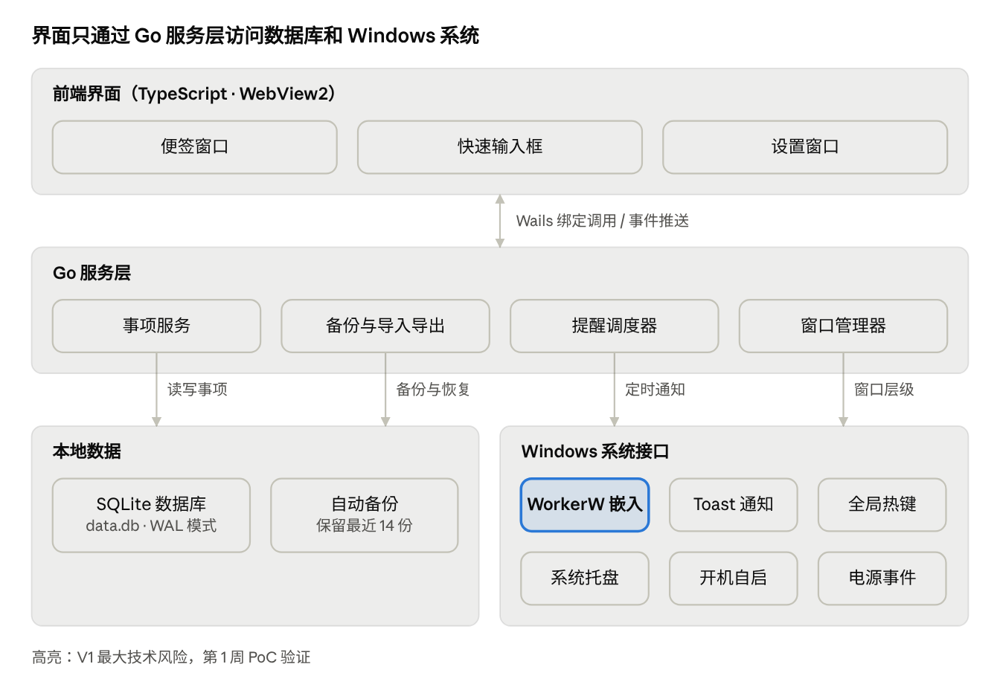 界面只通过 Go 服务层访问数据库和 Windows 系统
前端界面（TypeScript · WebView2）
便签窗口
快速输入框
设置窗口
Wails 绑定调用 / 事件推送
Go 服务层
事项服务
备份与导入导出
提醒调度器
窗口管理器
读写事项
备份与恢复
定时通知
窗口层级
本地数据
SQLite 数据库
data.db · WAL 模式
自动备份
保留最近 14 份
Windows 系统接口
WorkerW 嵌入
Toast 通知
全局热键
系统托盘
开机自启
电源事件
高亮：V1 最大技术风险，第 1 周 PoC 验证